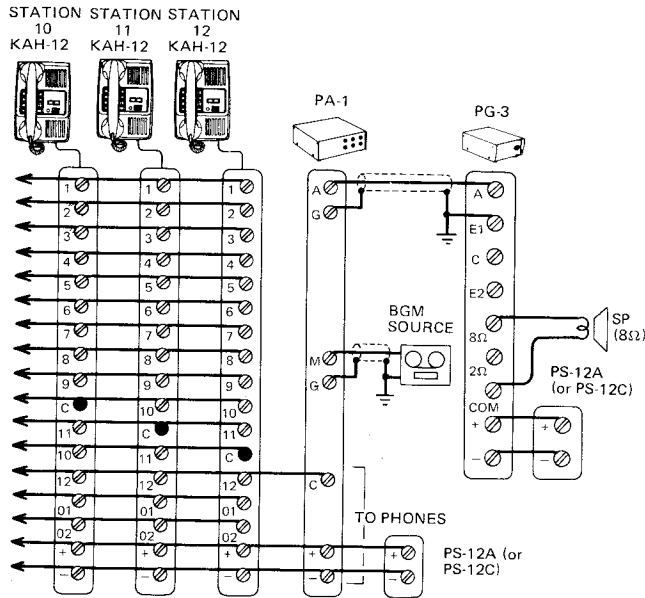 STATION STATION STATION
10 11 12
KAH-12 KAH-12 KAH-12
PA-1
PG-3
1 1 1
2 2 2
3 3 3
4 4 4
5 5 5
6 6 6
7 7 7
8 8 8
9 9 9
C 10 10
11 C 11
10 11 C
12 12 12
01 01 01
02 02 02
+ + +
− − −
A
G
M
G
C
+
−
TO PHONES
+
−
PS-12A (or
PS-12C)
BGM
SOURCE
A
E1
C
E2
8Ω
2Ω
COM
+
−
SP
(8Ω)
PS-12A
(or PS-12C)
+
−